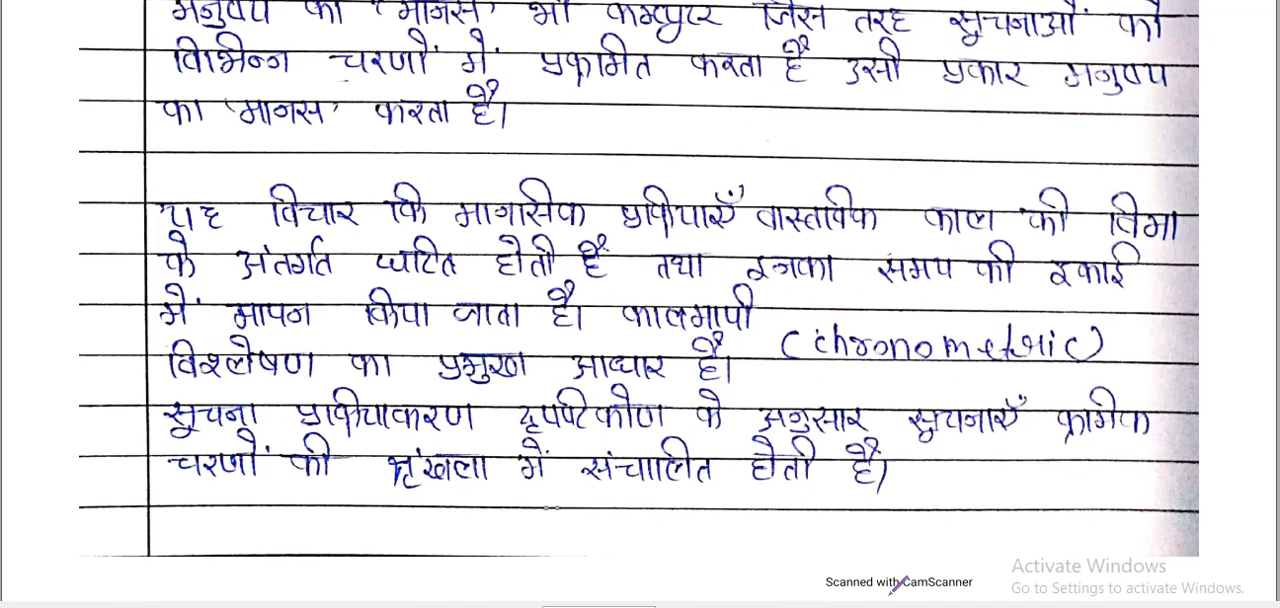 मनुष्य का 'मानस' भी कम्प्यूटर जिस तरह सूचनाओं को
विभिन्न चरणों में प्रक्रमित करता है उसी प्रकार मनुष्य
का 'मानस' करता है।
यह विचार कि मानसिक प्रक्रियाएँ वास्तविक काल की सिमा
के अंतर्गत घटित होती हैं तथा इनका समय की इकाई
में मापन किया जाता है। कालमापी
(chronometric)
विश्लेषण का प्रमुख आधार है।
सूचना प्रक्रियाकरण दृष्टिकोण के अनुसार सूचनाएँ क्रमिक
चरणों की श्रृंखला में संचालित होती है।
Scanned with CamScanner
Activate Windows
Go to Settings to activate Windows.